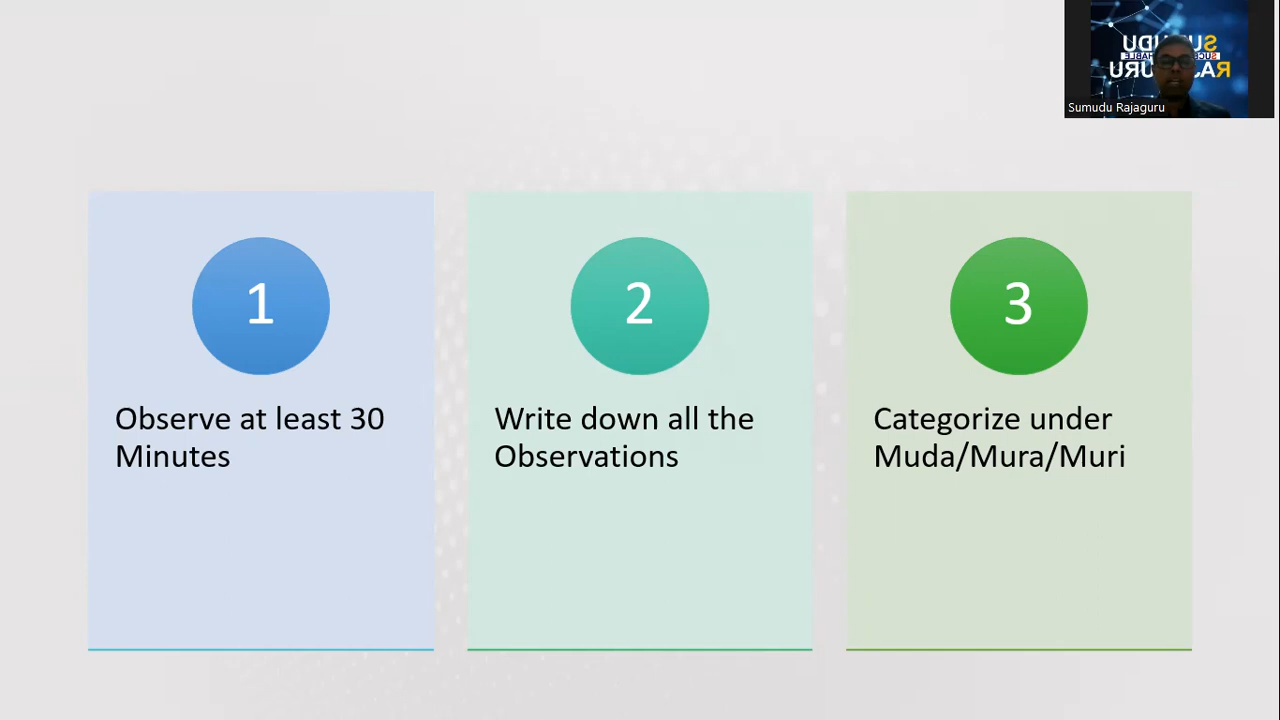 Sumudu Rajaguru
1
Observe at least 30
Minutes
2
Write down all the
Observations
3
Categorize under
Muda/Mura/Muri